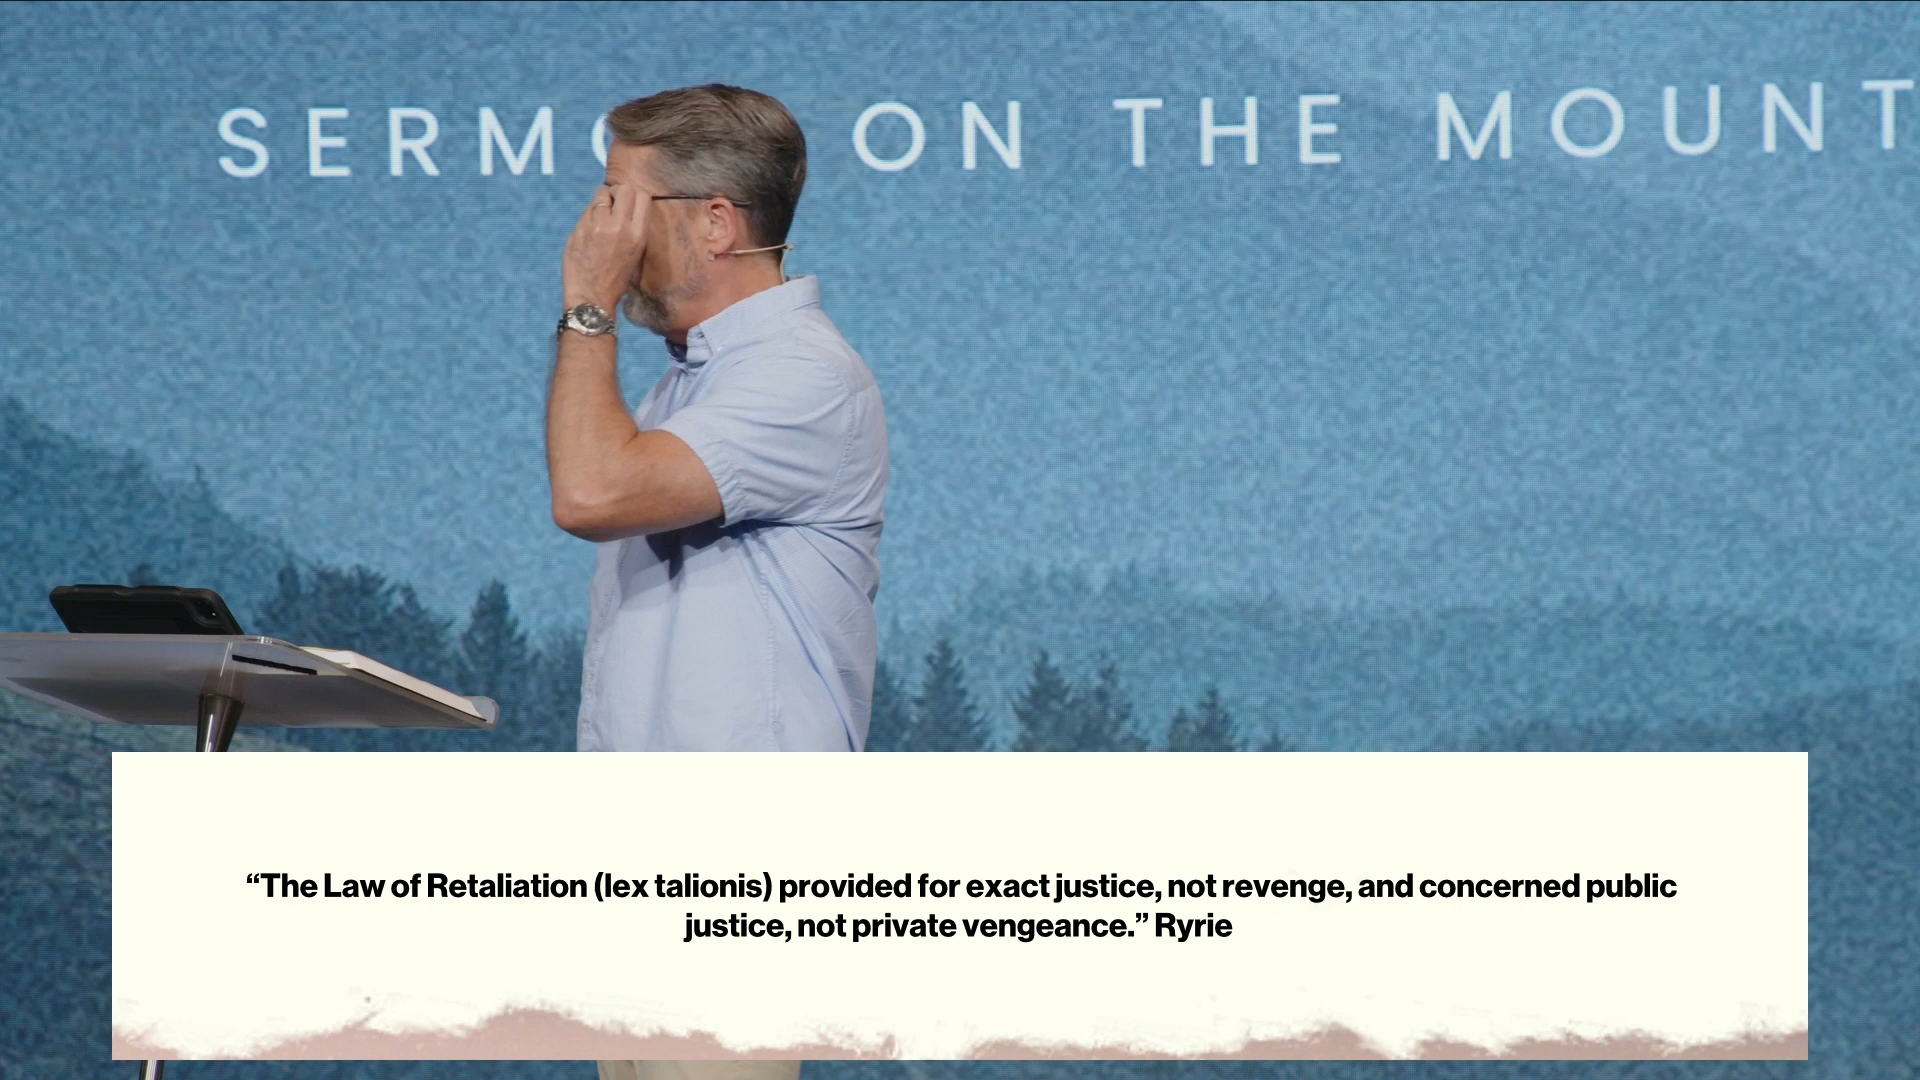 SERMO ON THE MOUNT
“The Law of Retaliation (lex talionis) provided for exact justice, not revenge, and concerned public
justice, not private vengeance.” Ryrie